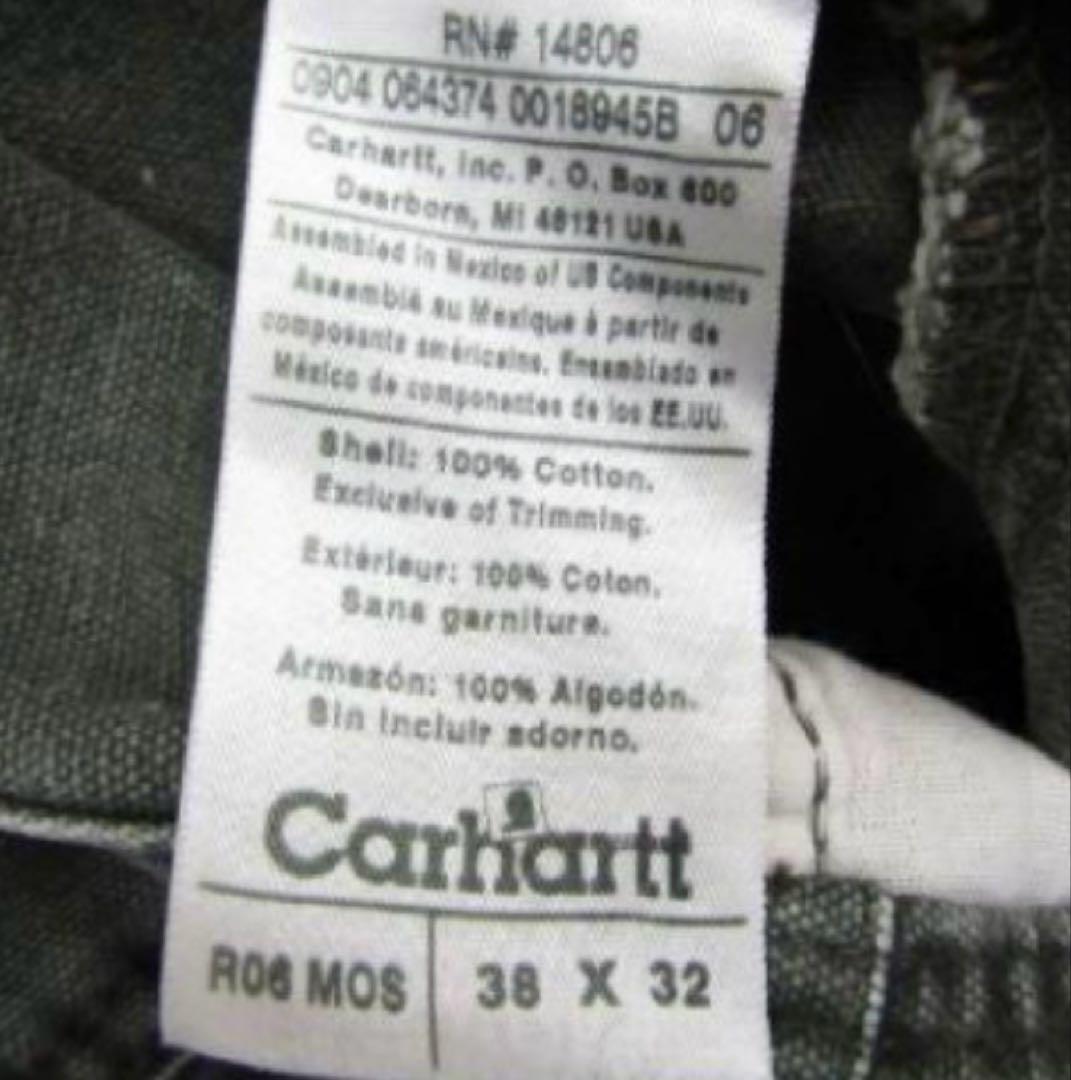 RN# 14806
0904 064374 0018945B 06
Carhartt, Inc. P. O. Box 600
Dearborn, MI 48121 USA
Assembled in Mexico of US Components
Assemblé au Mexique à partir de
composants américains. Ensamblado en
México de componentes de los EE.UU.
Shell: 100% Cotton.
Exclusive of Trimming.
Extérieur: 100% Coton.
Sans garniture.
Armazón: 100% Algodón.
Sin incluir adorno.
Carhartt
R06 MOS 38 X 32